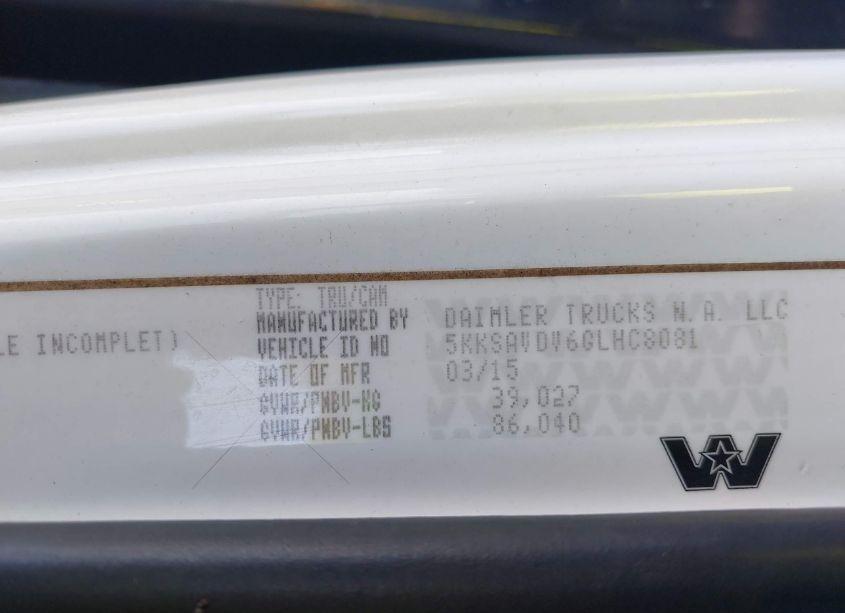 TYPE: TRU/CAM
MANUFACTURED BY DAIMLER TRUCKS N.A. LLC
LE INCOMPLET)
VEHICLE ID NO 5KKSAVDV6GLHC8081
DATE OF MFR 03/15
GVWR/PNBV-KG 39,027
GVWR/PNBV-LBS 86,040
W